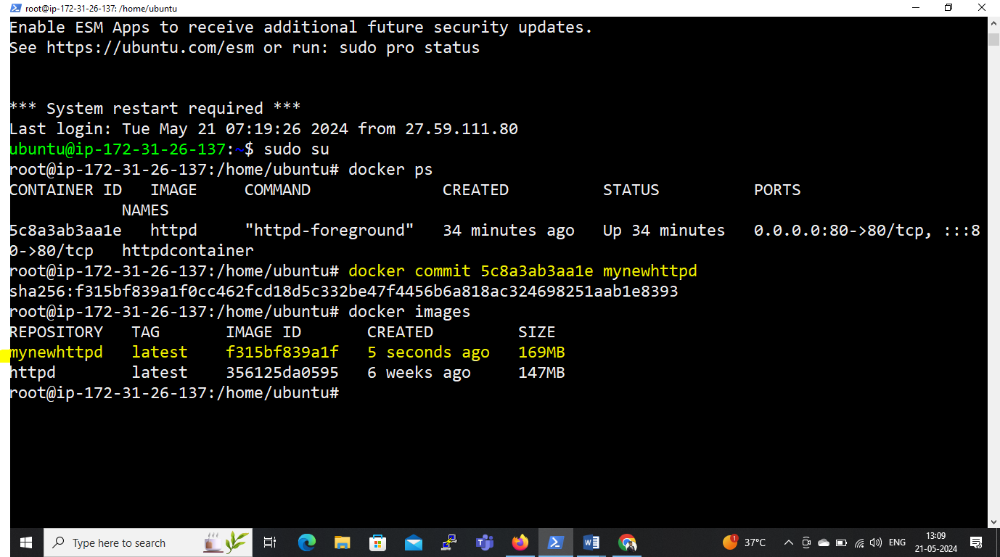 root@ip-172-31-26-137: /home/ubuntu
Enable ESM Apps to receive additional future security updates.
See https://ubuntu.com/esm or run: sudo pro status
*** System restart required ***
Last login: Tue May 21 07:19:26 2024 from 27.59.111.80
ubuntu@ip-172-31-26-137:~$ sudo su
root@ip-172-31-26-137:/home/ubuntu# docker ps
CONTAINER ID   IMAGE     COMMAND              CREATED          STATUS          PORTS
            NAMES
5c8a3ab3aa1e   httpd     "httpd-foreground"   34 minutes ago   Up 34 minutes   0.0.0.0:80->80/tcp, :::8
0->80/tcp   httpdcontainer
root@ip-172-31-26-137:/home/ubuntu# docker commit 5c8a3ab3aa1e mynewhttpd
sha256:f315bf839a1f0cc462fcd18d5c332be47f4456b6a818ac324698251aab1e8393
root@ip-172-31-26-137:/home/ubuntu# docker images
REPOSITORY   TAG       IMAGE ID       CREATED         SIZE
mynewhttpd   latest    f315bf839a1f   5 seconds ago   169MB
httpd        latest    356125da0595   6 weeks ago     147MB
root@ip-172-31-26-137:/home/ubuntu#
Type here to search
1
37°C
ENG
13:09
21-05-2024